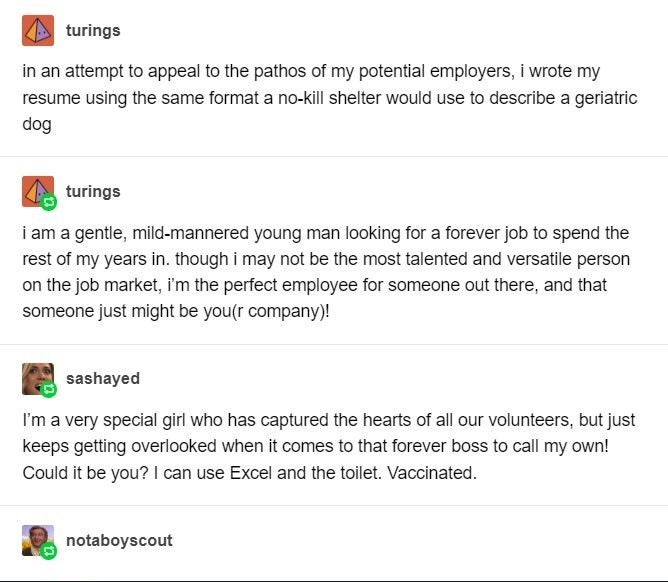 turings
in an attempt to appeal to the pathos of my potential employers, i wrote my
resume using the same format a no-kill shelter would use to describe a geriatric
dog
turings
i am a gentle, mild-mannered young man looking for a forever job to spend the
rest of my years in. though i may not be the most talented and versatile person
on the job market, i'm the perfect employee for someone out there, and that
someone just might be you(r company)!
sashayed
I'm a very special girl who has captured the hearts of all our volunteers, but just
keeps getting overlooked when it comes to that forever boss to call my own!
Could it be you? I can use Excel and the toilet. Vaccinated.
notaboyscout